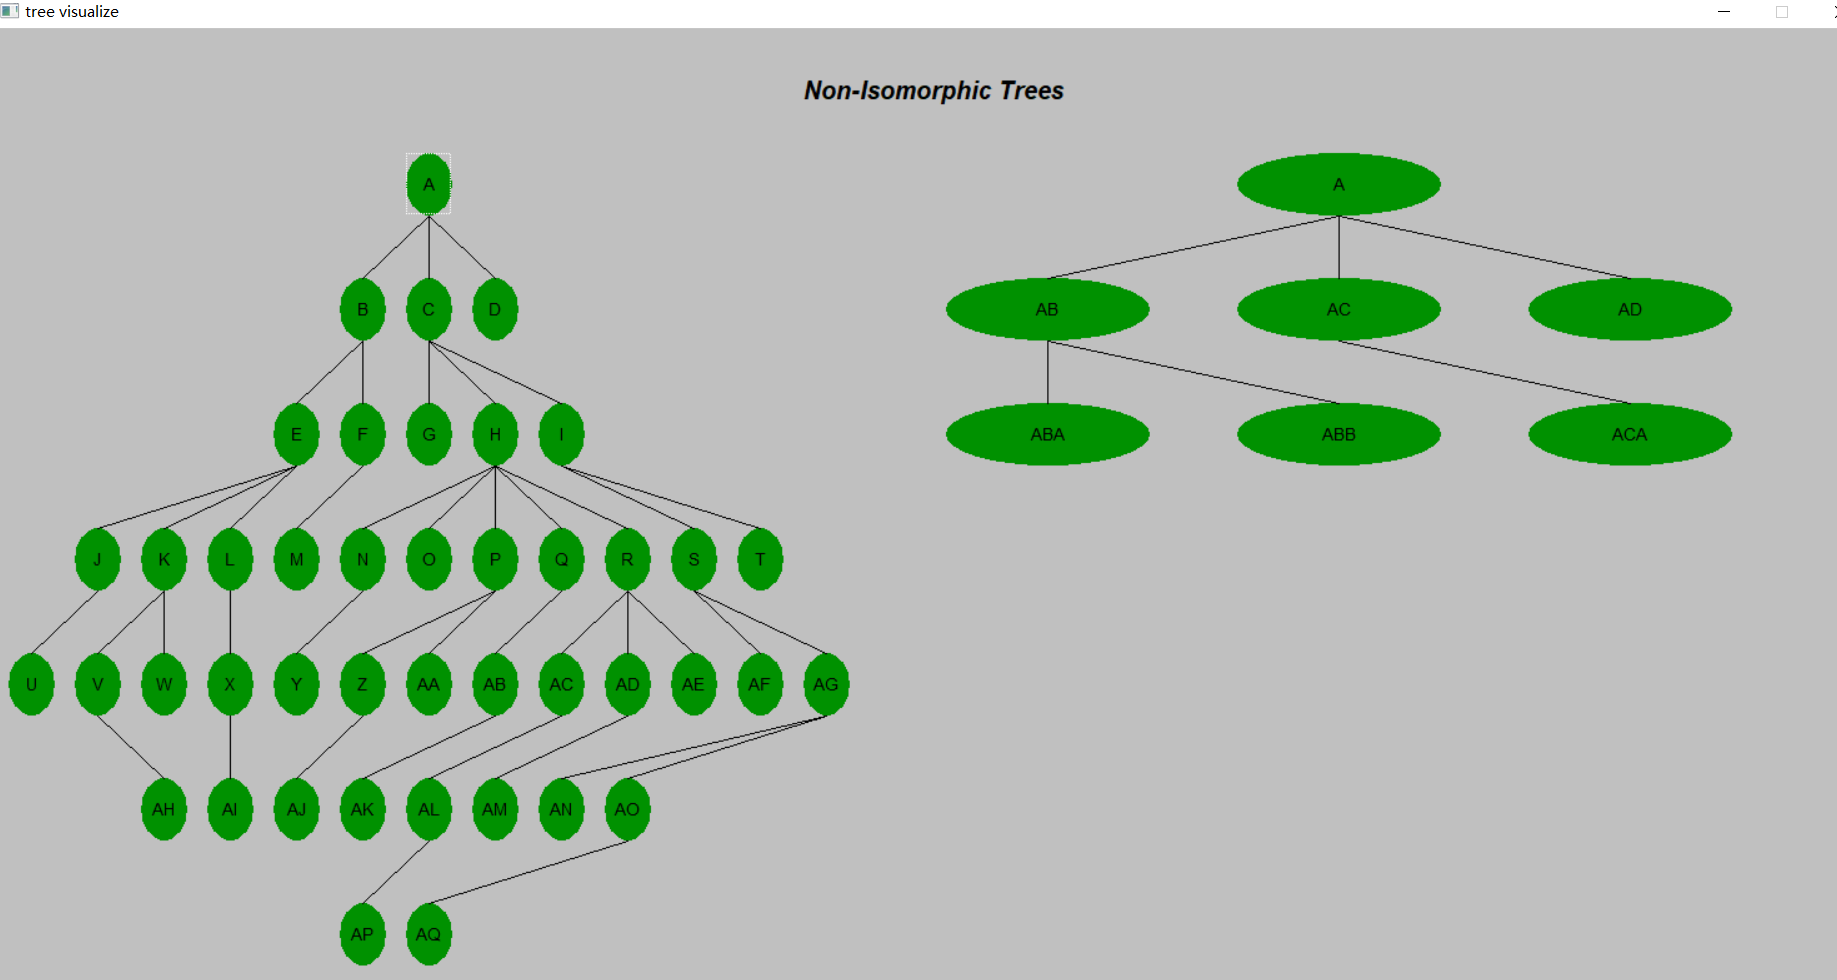 tree visualize
Non-Isomorphic Trees
A
B C D
E F G H I
J K L M N O P Q R S T
U V W X Y Z AA AB AC AD AE AF AG
AH AI AJ AK AL AM AN AO
AP AQ
A
AB AC AD
ABA ABB ACA